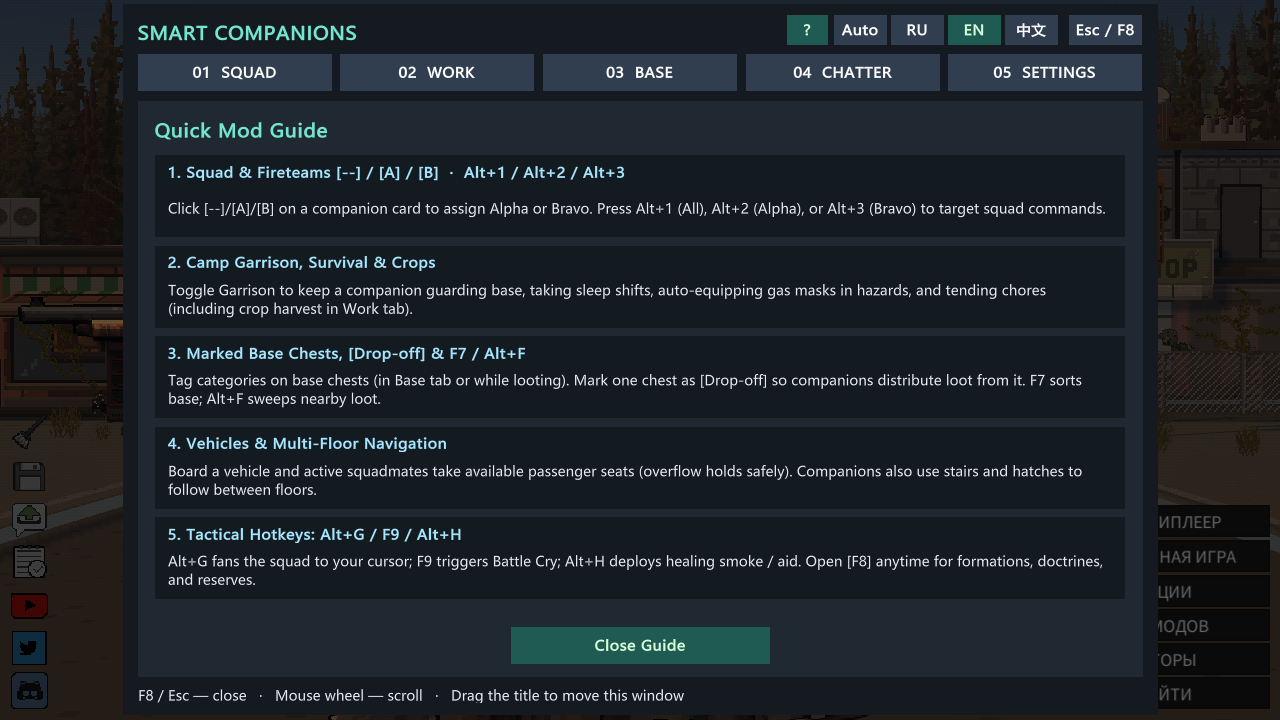 SMART COMPANIONS
?
Auto
RU
EN
中文
Esc / F8
01 SQUAD
02 WORK
03 BASE
04 CHATTER
05 SETTINGS
Quick Mod Guide
1. Squad & Fireteams [--] / [A] / [B] · Alt+1 / Alt+2 / Alt+3
Click [--]/[A]/[B] on a companion card to assign Alpha or Bravo. Press Alt+1 (All), Alt+2 (Alpha), or Alt+3 (Bravo) to target squad commands.
2. Camp Garrison, Survival & Crops
Toggle Garrison to keep a companion guarding base, taking sleep shifts, auto-equipping gas masks in hazards, and tending chores
(including crop harvest in Work tab).
3. Marked Base Chests, [Drop-off] & F7 / Alt+F
Tag categories on base chests (in Base tab or while looting). Mark one chest as [Drop-off] so companions distribute loot from it. F7 sorts
base; Alt+F sweeps nearby loot.
4. Vehicles & Multi-Floor Navigation
Board a vehicle and active squadmates take available passenger seats (overflow holds safely). Companions also use stairs and hatches to
follow between floors.
5. Tactical Hotkeys: Alt+G / F9 / Alt+H
Alt+G fans the squad to your cursor; F9 triggers Battle Cry; Alt+H deploys healing smoke / aid. Open [F8] anytime for formations, doctrines,
and reserves.
Close Guide
F8 / Esc — close · Mouse wheel — scroll · Drag the title to move this window
ИПЛЕЕР
НАЯ ИГРА
ЦИИ
МОДОВ
ОРЫ
ЙТИ